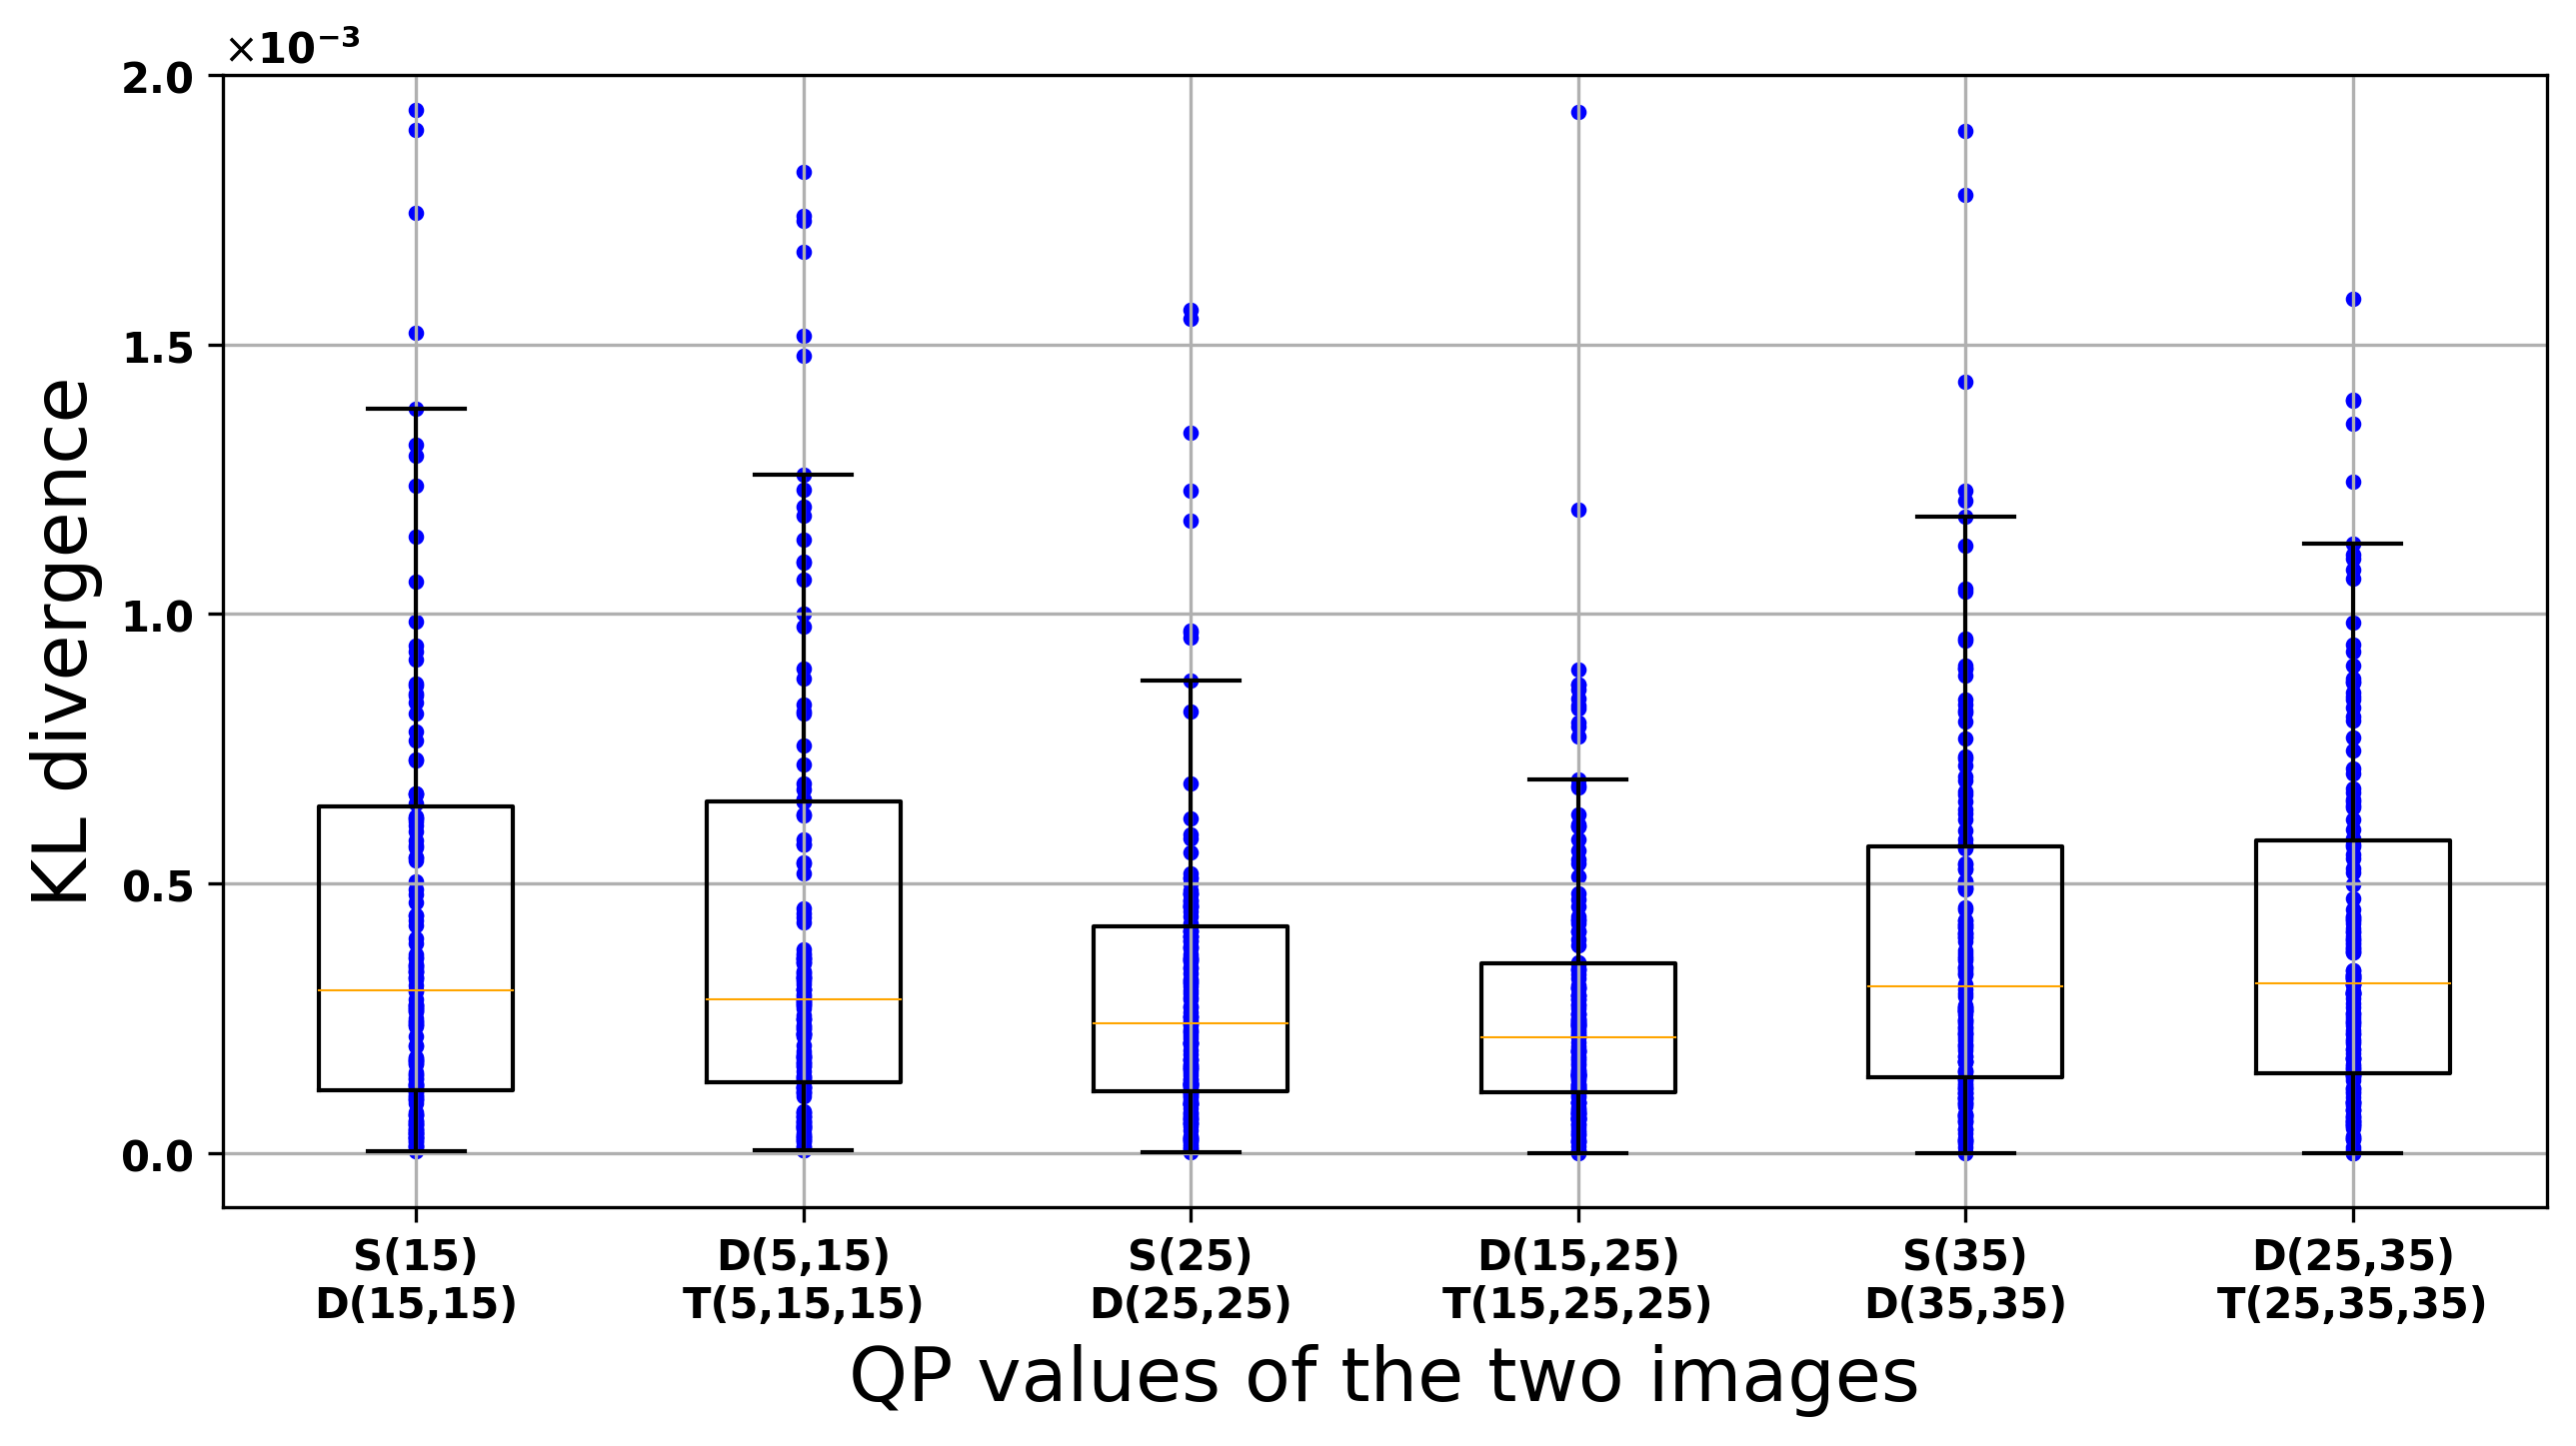 ×10⁻³
2.0
1.5
1.0
0.5
0.0
KL divergence
S(15) D(5,15) S(25) D(15,25) S(35) D(25,35)
D(15,15) T(5,15,15) D(25,25) T(15,25,25) D(35,35) T(25,35,35)
QP values of the two images